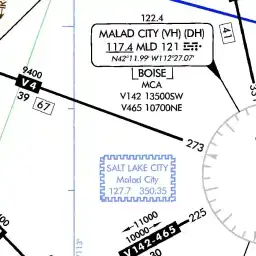 122.4
MALAD CITY (VH) (DH)
117.4 MLD 121
N42°11.99' W112°27.07'
BOISE
MCA
V142 13500SW
V465 10700NE
41
9400
V4
39 67
273
SALT LAKE CITY
Malad City
127.7 350.35
11000
10000
225
V142-465
30
113°